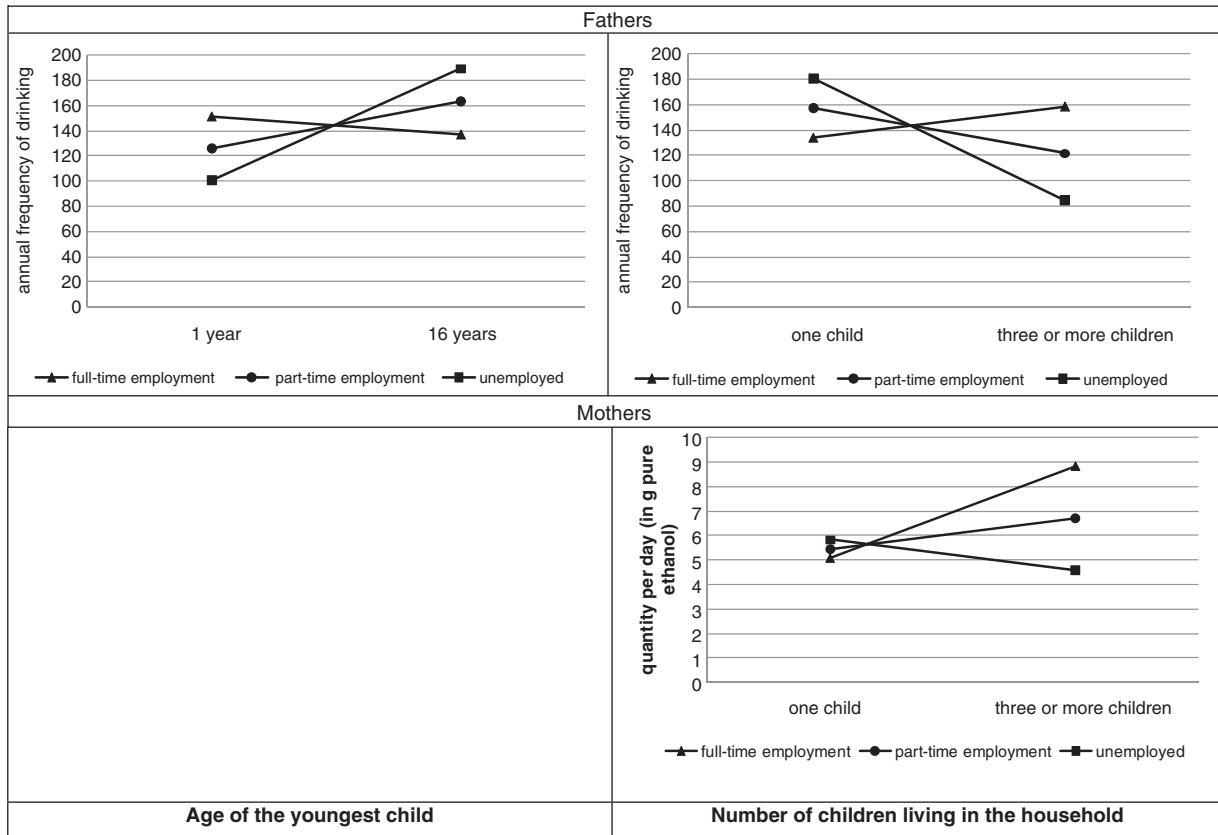 Fathers
annual frequency of drinking
200
180
160
140
120
100
80
60
40
20
0
1 year 16 years
full-time employment part-time employment unemployed
annual frequency of drinking
200
180
160
140
120
100
80
60
40
20
0
one child three or more children
full-time employment part-time employment unemployed
Mothers
quantity per day (in g pure
ethanol)
10
9
8
7
6
5
4
3
2
1
0
one child three or more children
full-time employment part-time employment unemployed
Age of the youngest child Number of children living in the household